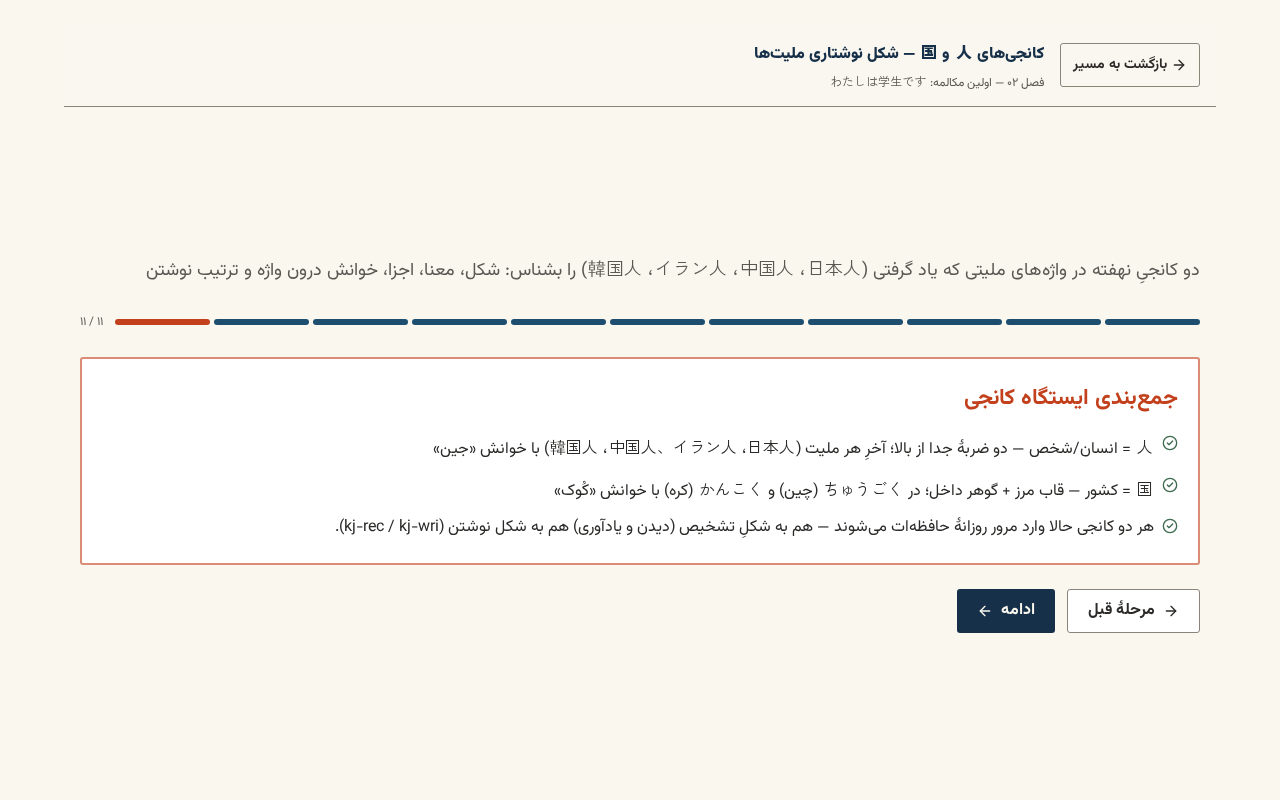 بازگشت به مسیر
کانجی‌های 人 و 国 — شکل نوشتاری ملیت‌ها
فصل ۰۲ — اولین مکالمه: わたしは学生です
دو کانجیِ نهفته در واژه‌های ملیتی که یاد گرفتی (日本人، 中国人، イラン人، 韓国人) را بشناس: شکل، معنا، اجزا، خوانش درون واژه و ترتیب نوشتن
۱۱ / ۱۱
جمع‌بندی ایستگاه کانجی
人 = انسان/شخص — دو ضربهٔ جدا از بالا؛ آخرِ هر ملیت (日本人، イラン人、中国人، 韓国人) با خوانش «جین»
国 = کشور — قاب مرز + گوهر داخل؛ در ちゅうごく (چین) و かんこく (کره) با خوانش «گُوک»
هر دو کانجی حالا وارد مرور روزانهٔ حافظه‌ات می‌شوند — هم به شکلِ تشخیص (دیدن و یادآوری) هم به شکل نوشتن (kj-rec / kj-wri).
مرحلهٔ قبل
ادامه